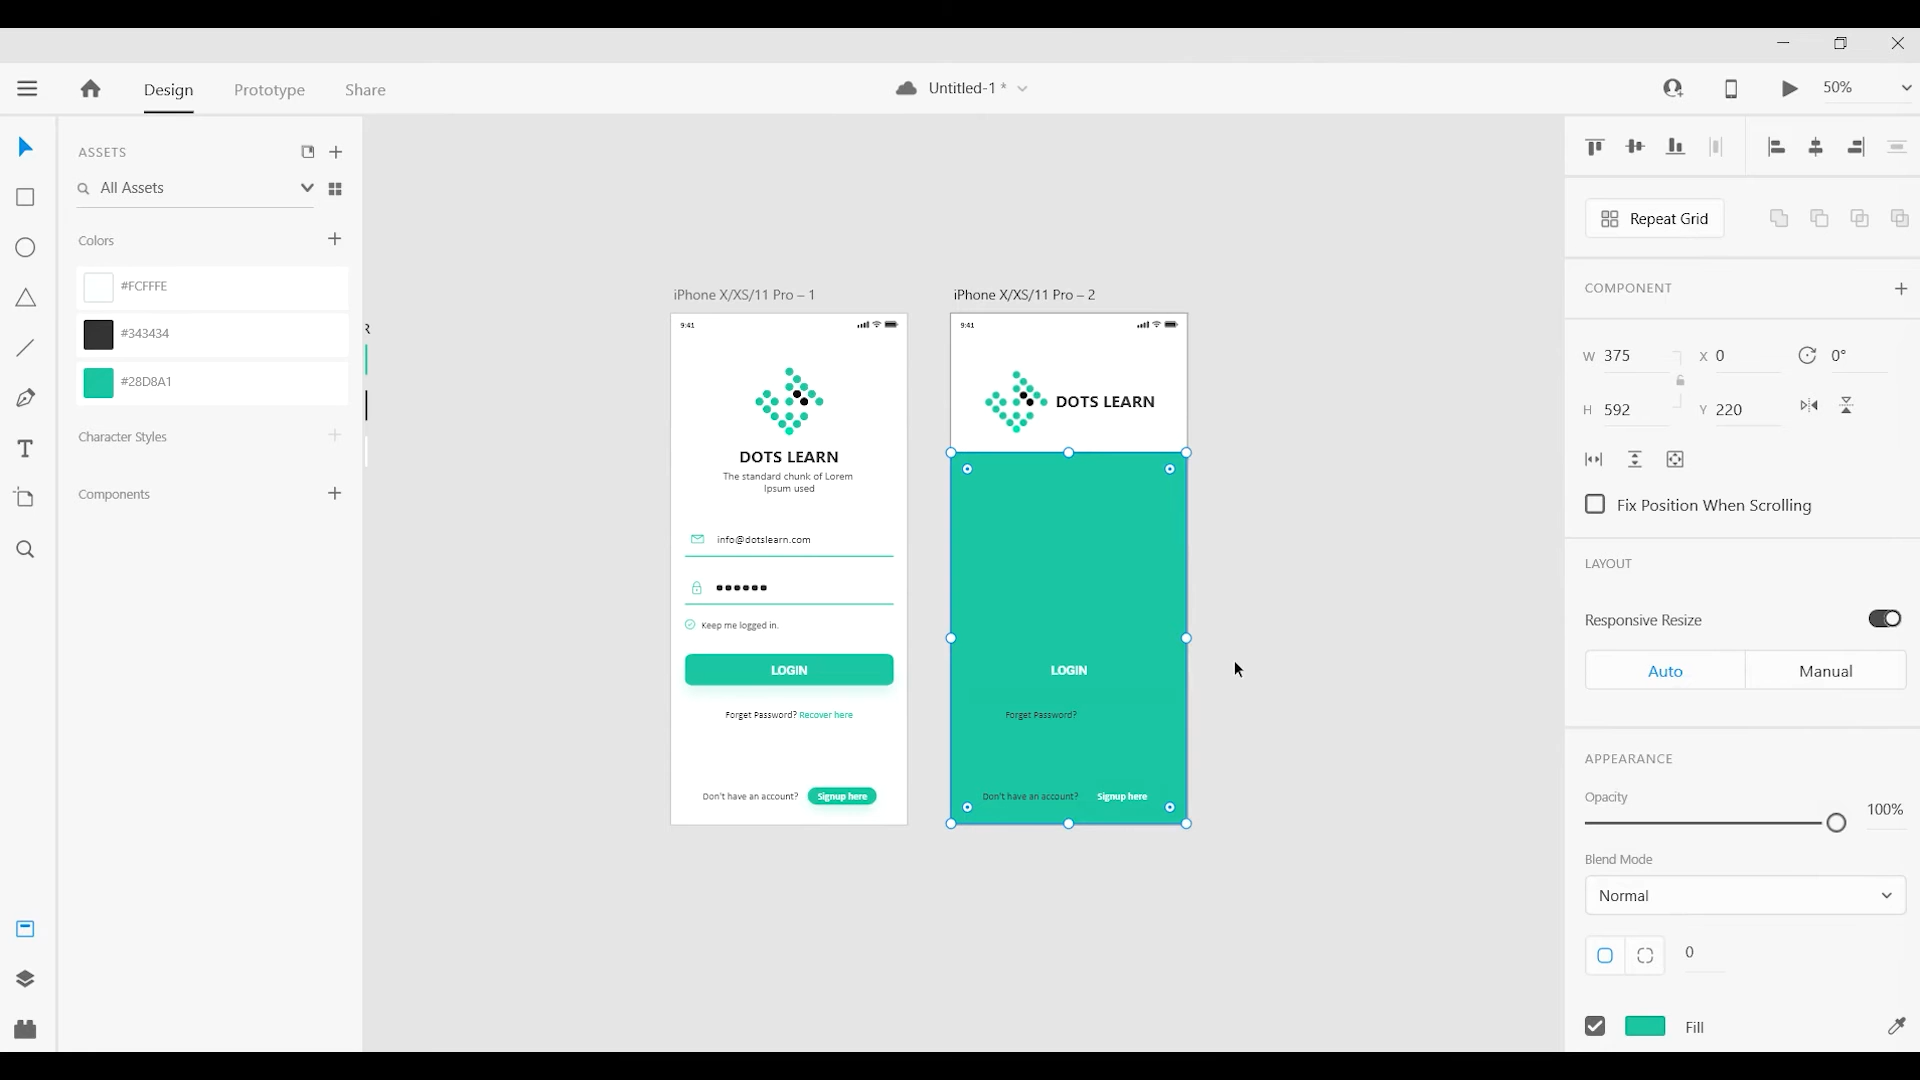 Design
Prototype
Share
Untitled-1 *
50%
ASSETS
All Assets
Colors
#FCFFFE
#343434
#28D8A1
Character Styles
Components
R
iPhone X/XS/11 Pro – 1
9:41
DOTS LEARN
The standard chunk of Lorem
Ipsum used
info@dotslearn.com
Keep me logged in.
LOGIN
Forget Password? Recover here
Don't have an account?
Signup here
iPhone X/XS/11 Pro – 2
9:41
DOTS LEARN
LOGIN
Forget Password?
Don't have an account?
Signup here
Repeat Grid
COMPONENT
W 375
X 0
0°
H 592
Y 220
Fix Position When Scrolling
LAYOUT
Responsive Resize
Auto
Manual
APPEARANCE
Opacity
100%
Blend Mode
Normal
0
Fill